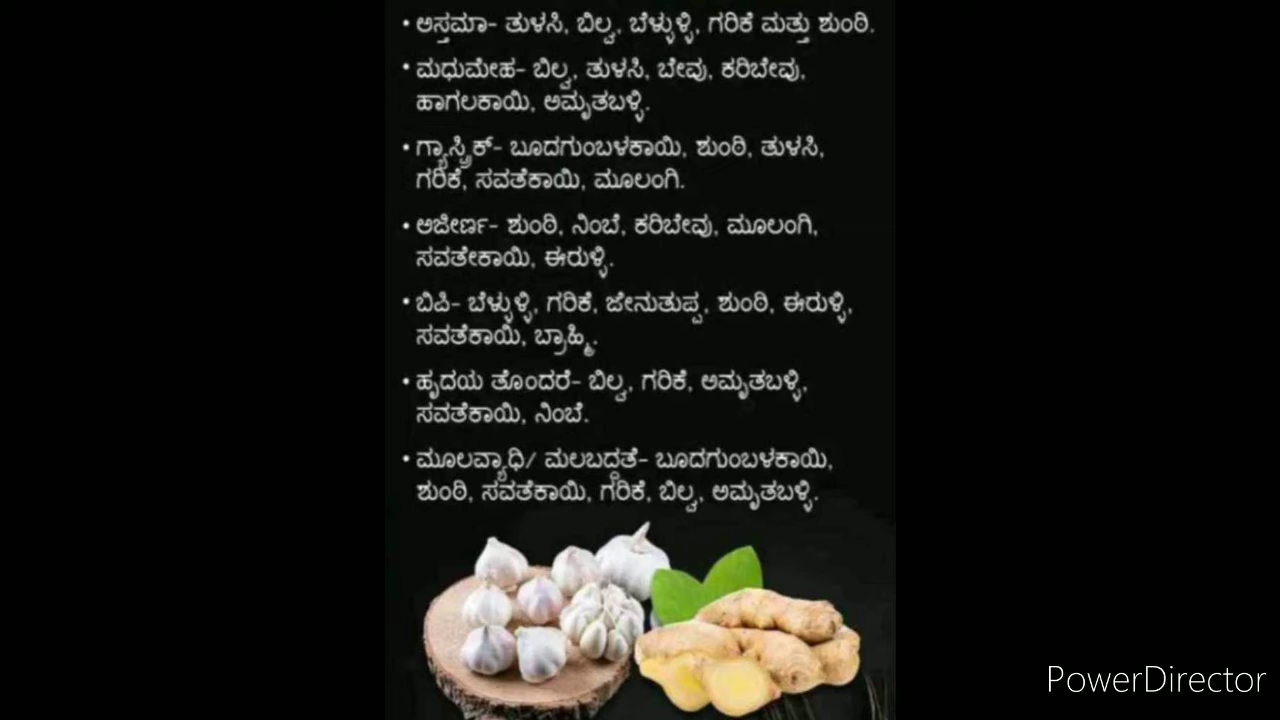 • ಅಸ್ತಮಾ- ತುಳಸಿ, ಬಿಲ್ವ, ಬೆಳ್ಳುಳ್ಳಿ, ಗರಿಕೆ ಮತ್ತು ಶುಂಠಿ.
• ಮಧುಮೇಹ- ಬಿಲ್ವ, ತುಳಸಿ, ಬೇವು, ಕರಿಬೇವು,
ಹಾಗಲಕಾಯಿ, ಅಮೃತಬಳ್ಳಿ.
• ಗ್ಯಾಸ್ಟ್ರಿಕ್- ಬೂದಗುಂಬಳಕಾಯಿ, ಶುಂಠಿ, ತುಳಸಿ,
ಗರಿಕೆ, ಸವತೆಕಾಯಿ, ಮೂಲಂಗಿ.
• ಅಜೀರ್ಣ- ಶುಂಠಿ, ನಿಂಬೆ, ಕರಿಬೇವು, ಮೂಲಂಗಿ,
ಸವತೇಕಾಯಿ, ಈರುಳ್ಳಿ.
• ಬಿಪಿ- ಬೆಳ್ಳುಳ್ಳಿ, ಗರಿಕೆ, ಜೇನುತುಪ್ಪ, ಶುಂಠಿ, ಈರುಳ್ಳಿ,
ಸವತೆಕಾಯಿ, ಬ್ರಾಹ್ಮಿ.
• ಹೃದಯ ತೊಂದರೆ- ಬಿಲ್ವ, ಗರಿಕೆ, ಅಮೃತಬಳ್ಳಿ,
ಸವತೆಕಾಯಿ, ನಿಂಬೆ.
• ಮೂಲವ್ಯಾಧಿ/ ಮಲಬದ್ಧತೆ- ಬೂದಗುಂಬಳಕಾಯಿ,
ಶುಂಠಿ, ಸವತೆಕಾಯಿ, ಗರಿಕೆ, ಬಿಲ್ವ, ಅಮೃತಬಳ್ಳಿ.
PowerDirector